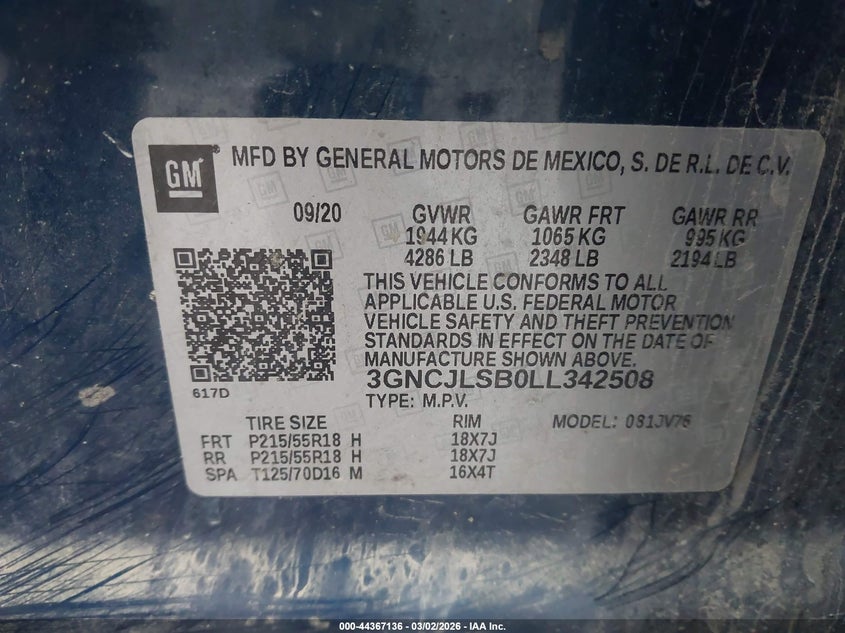 GM ® MFD BY GENERAL MOTORS DE MEXICO, S. DE R.L. DE C.V.
09/20 GVWR GAWR FRT GAWR RR
1944 KG 1065 KG 995 KG
4286 LB 2348 LB 2194 LB
THIS VEHICLE CONFORMS TO ALL
APPLICABLE U.S. FEDERAL MOTOR
VEHICLE SAFETY AND THEFT PREVENTION
STANDARDS IN EFFECT ON THE DATE OF
MANUFACTURE SHOWN ABOVE.
3GNCJLSB0LL342508
617D TYPE: M.P.V.
TIRE SIZE RIM MODEL: 0S1JV76
FRT P215/55R18 H 18X7J
RR P215/55R18 H 18X7J
SPA T125/70D16 M 16X4T
000-44367136 - 03/02/2026 - IAA Inc.